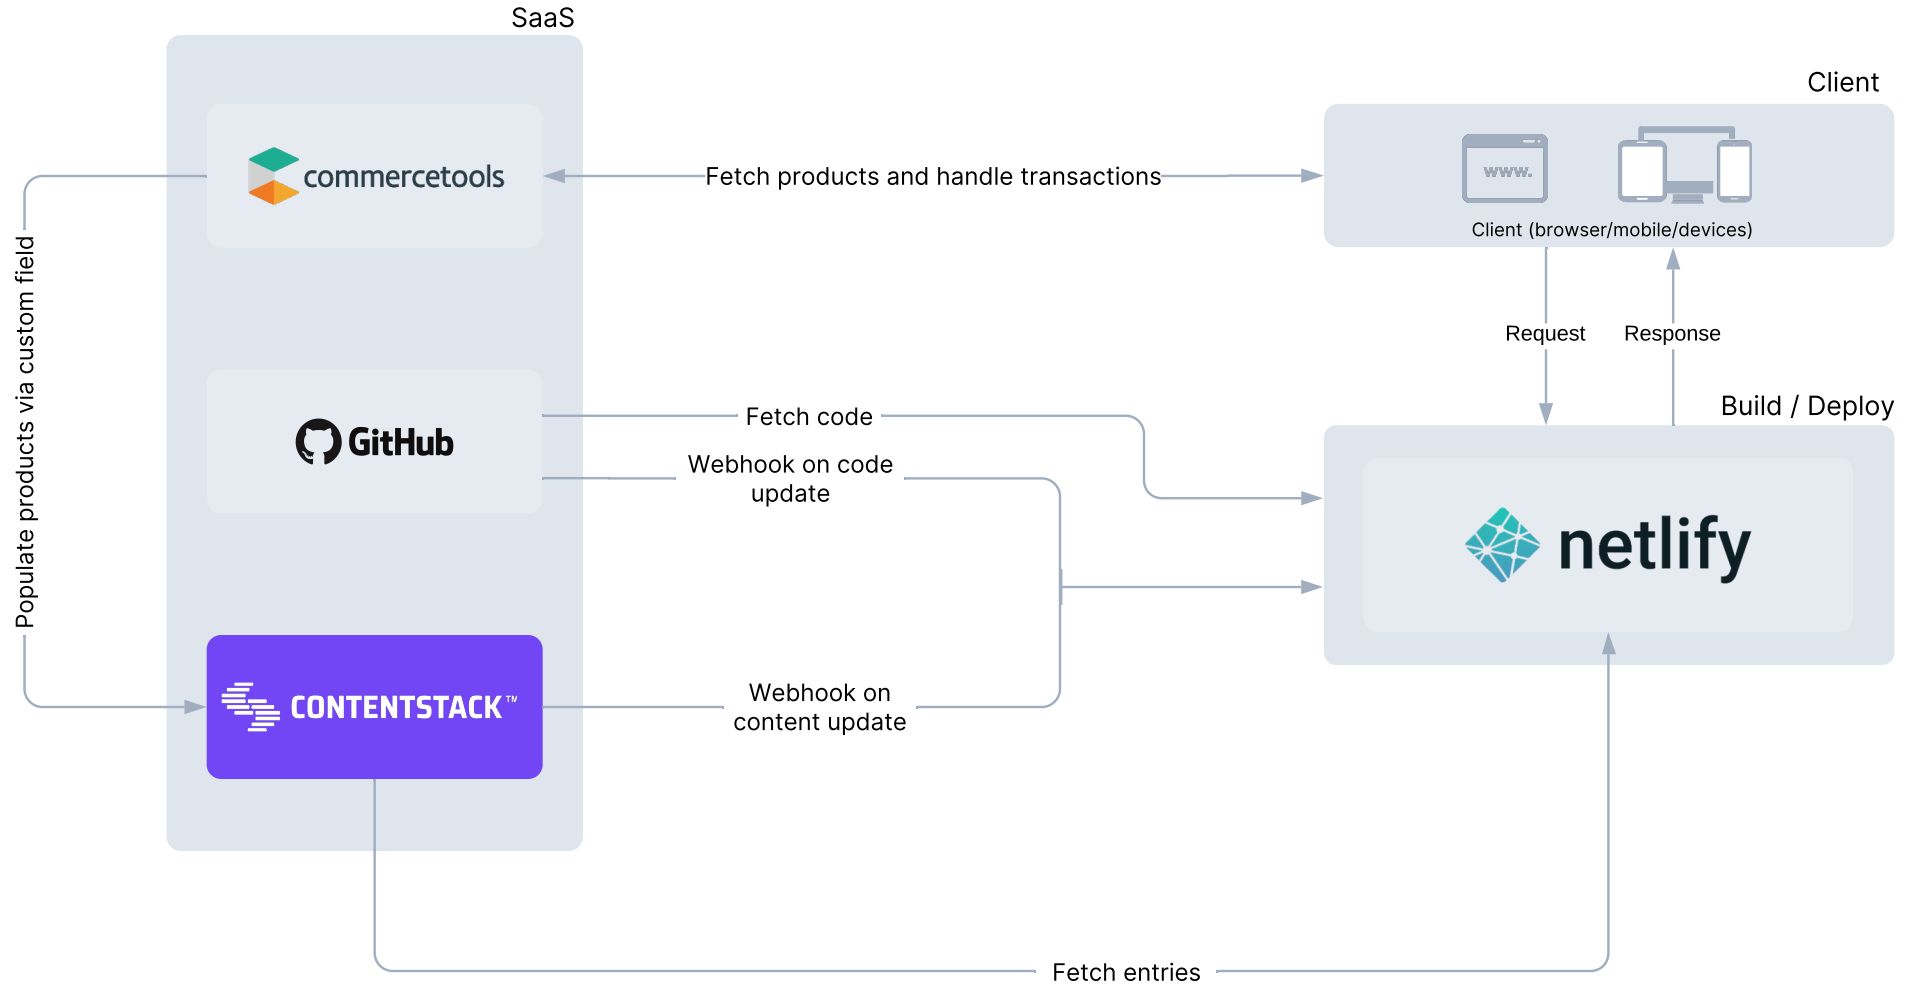 SaaS
Client
commercetools
Fetch products and handle transactions
www.
Client (browser/mobile/devices)
Populate products via custom field
Request
Response
Build / Deploy
GitHub
Fetch code
Webhook on code
update
netlify
CONTENTSTACK™
Webhook on
content update
Fetch entries